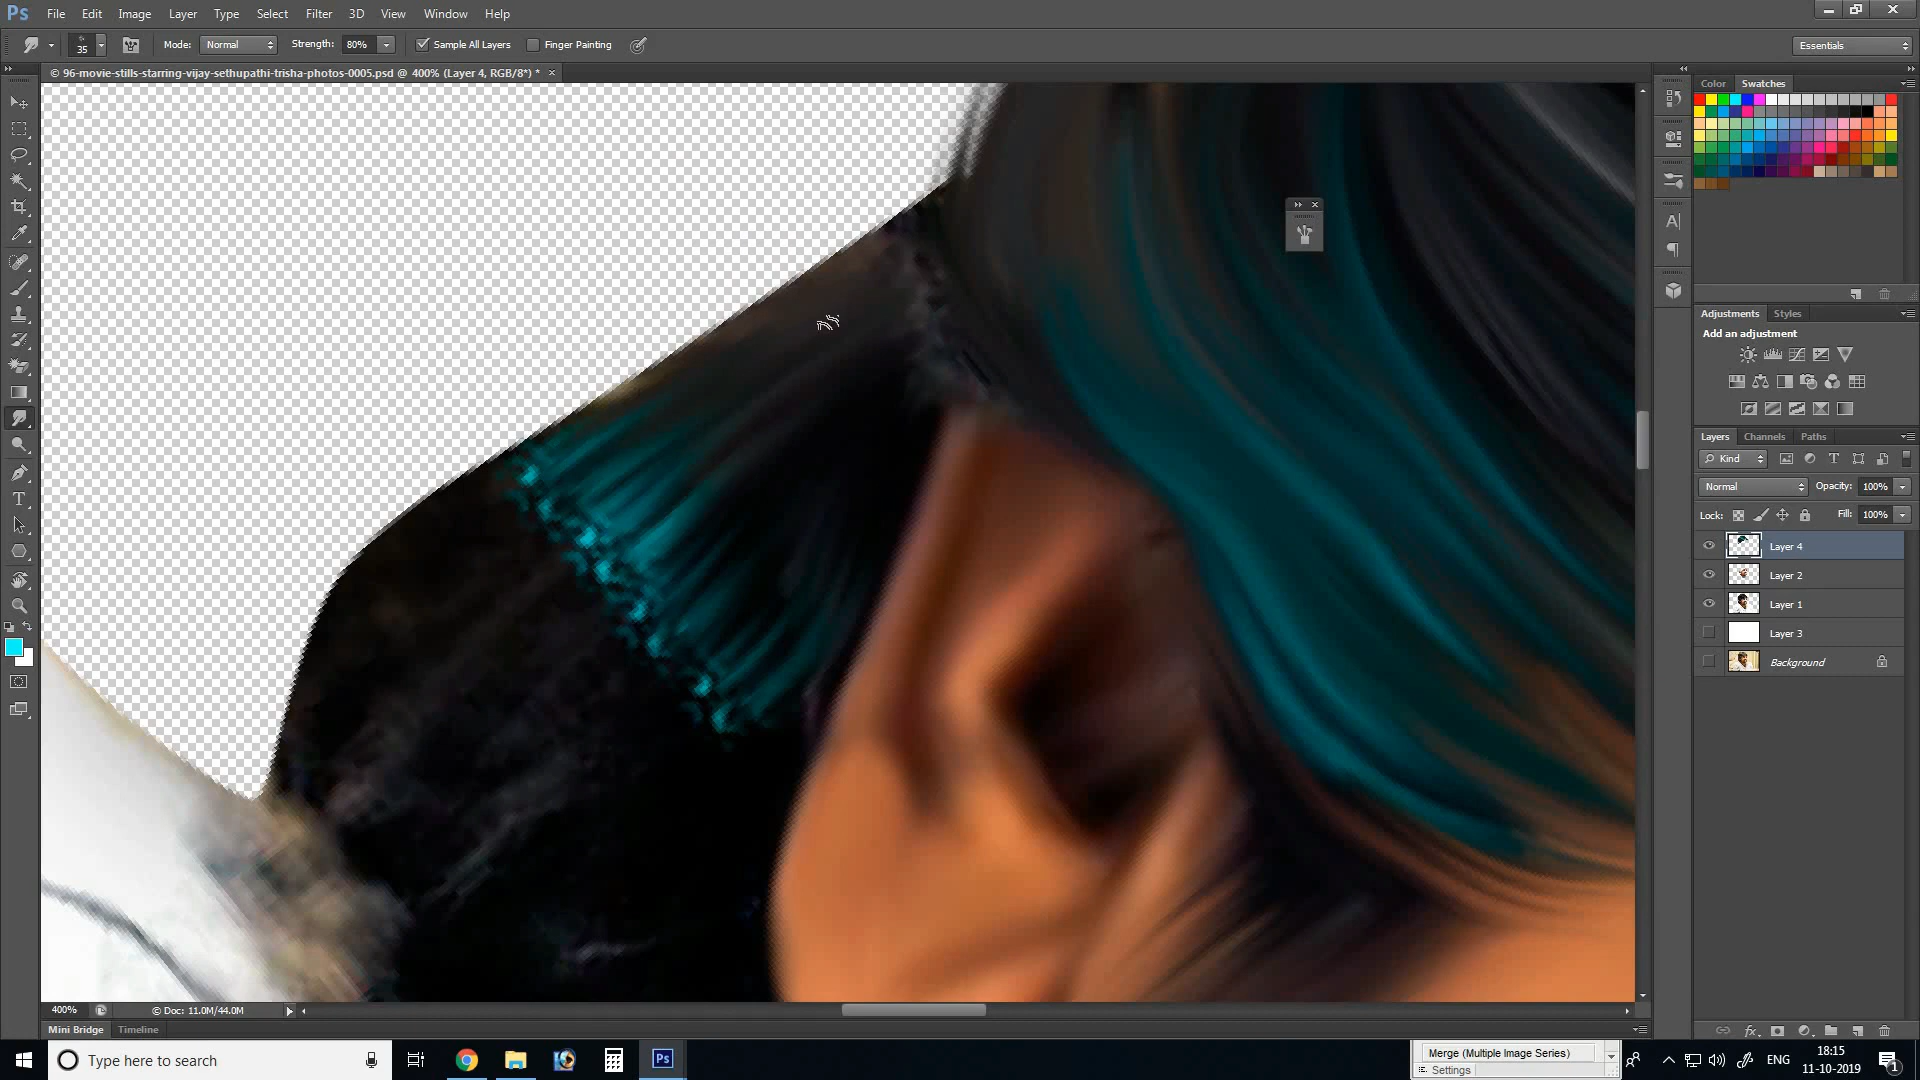 Ps File Edit Image Layer Type Select Filter 3D View Window Help
35 Mode: Normal Strength: 80% Sample All Layers Finger Painting Essentials
© 96-movie-stills-starring-vijay-sethupathi-trisha-photos-0005.psd @ 400% (Layer 4, RGB/8*) * ×
Color Swatches
Adjustments Styles
Add an adjustment
Layers Channels Paths
Kind
Normal Opacity: 100%
Lock: Fill: 100%
Layer 4
Layer 2
Layer 1
Layer 3
Background
400% © Doc: 11.0M/44.0M
Mini Bridge Timeline
Type here to search
Ps
Merge (Multiple Image Series)
Settings
ENG
18:15
11-10-2019
1